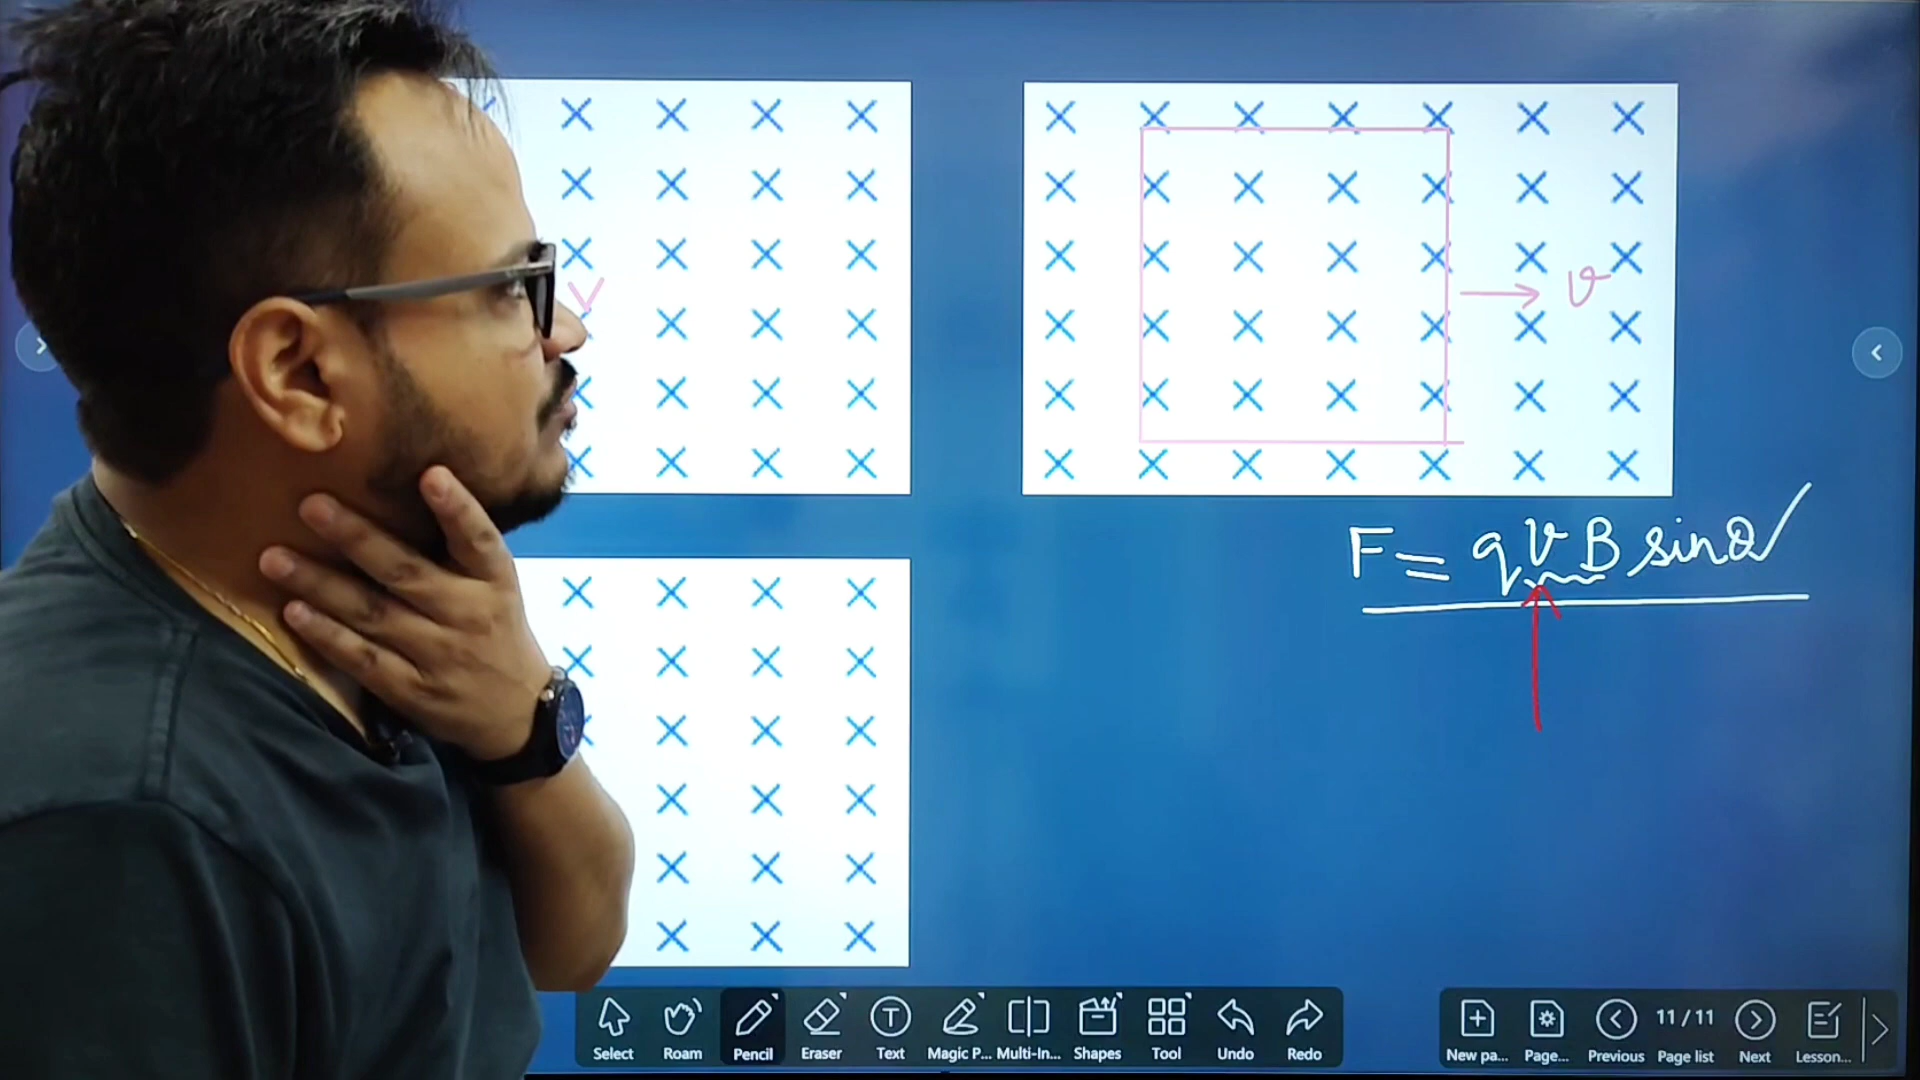 v
F = qvB sinθ
Select Roam Pencil Eraser Text Magic P... Multi-In... Shapes Tool Undo Redo
11/11
New pa... Page... Previous Page list Next Lesson...